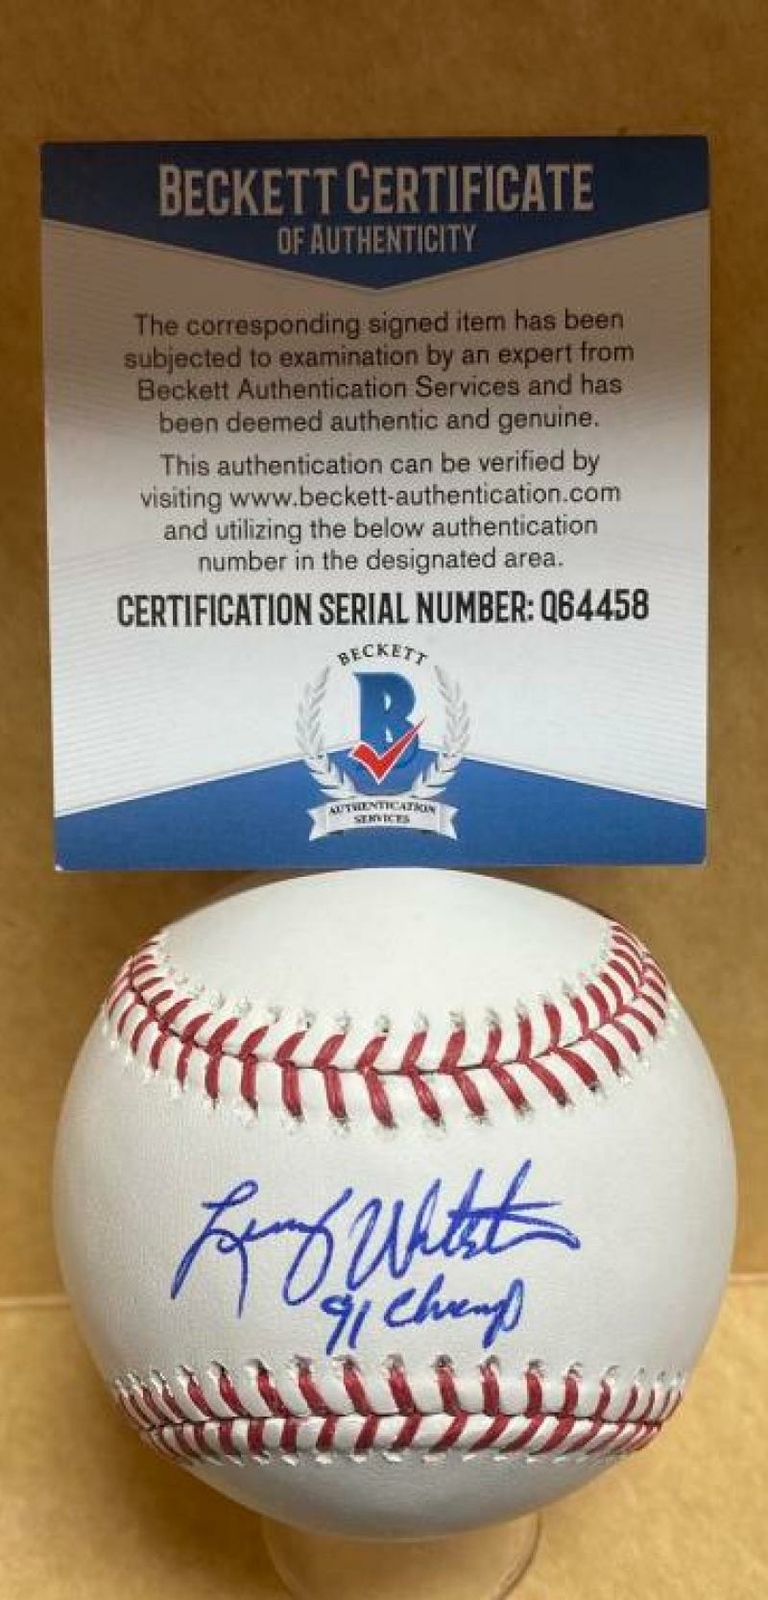 BECKETT CERTIFICATE
OF AUTHENTICITY
The corresponding signed item has been
subjected to examination by an expert from
Beckett Authentication Services and has
been deemed authentic and genuine.
This authentication can be verified by
visiting www.beckett-authentication.com
and utilizing the below authentication
number in the designated area.
CERTIFICATION SERIAL NUMBER: Q64458
BECKETT
B
AUTHENTICATION
SERVICES
Lenny Webster
91 Champ